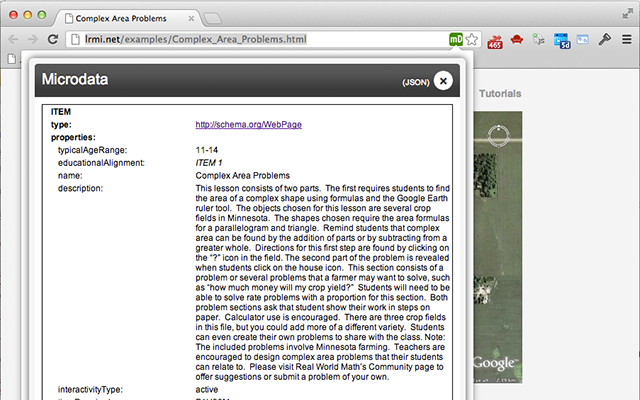 Complex Area Problems
lrmi.net/examples/Complex_Area_Problems.html
mD
465
5d
Tutorials
Microdata
(JSON)
ITEM
type: http://schema.org/WebPage
properties:
typicalAgeRange: 11-14
educationalAlignment: ITEM 1
name: Complex Area Problems
description: This lesson consists of two parts. The first requires students to find
the area of a complex shape using formulas and the Google Earth
ruler tool. The objects chosen for this lesson are several crop
fields in Minnesota. The shapes chosen require the area formulas
for a parallelogram and triangle. Remind students that complex
area can be found by the addition of parts or by subtracting from a
greater whole. Directions for this first step are found by clicking on
the "?" icon in the field. The second part of the problem is revealed
when students click on the house icon. This section consists of a
problem or several problems that a farmer may want to solve, such
as "how much money will my crop yield?" Students will need to be
able to solve rate problems with a proportion for this section. Both
problem sections ask that student show their work in steps on
paper. Calculator use is encouraged. There are three crop fields
in this file, but you could add more of a different variety. Students
can even create their own problems to share with the class. Note:
The included problems involve Minnesota farming. Teachers are
encouraged to design complex area problems that their students
can relate to. Please visit Real World Math's Community page to
offer suggestions or submit a problem of your own.
Google
interactivityType: active